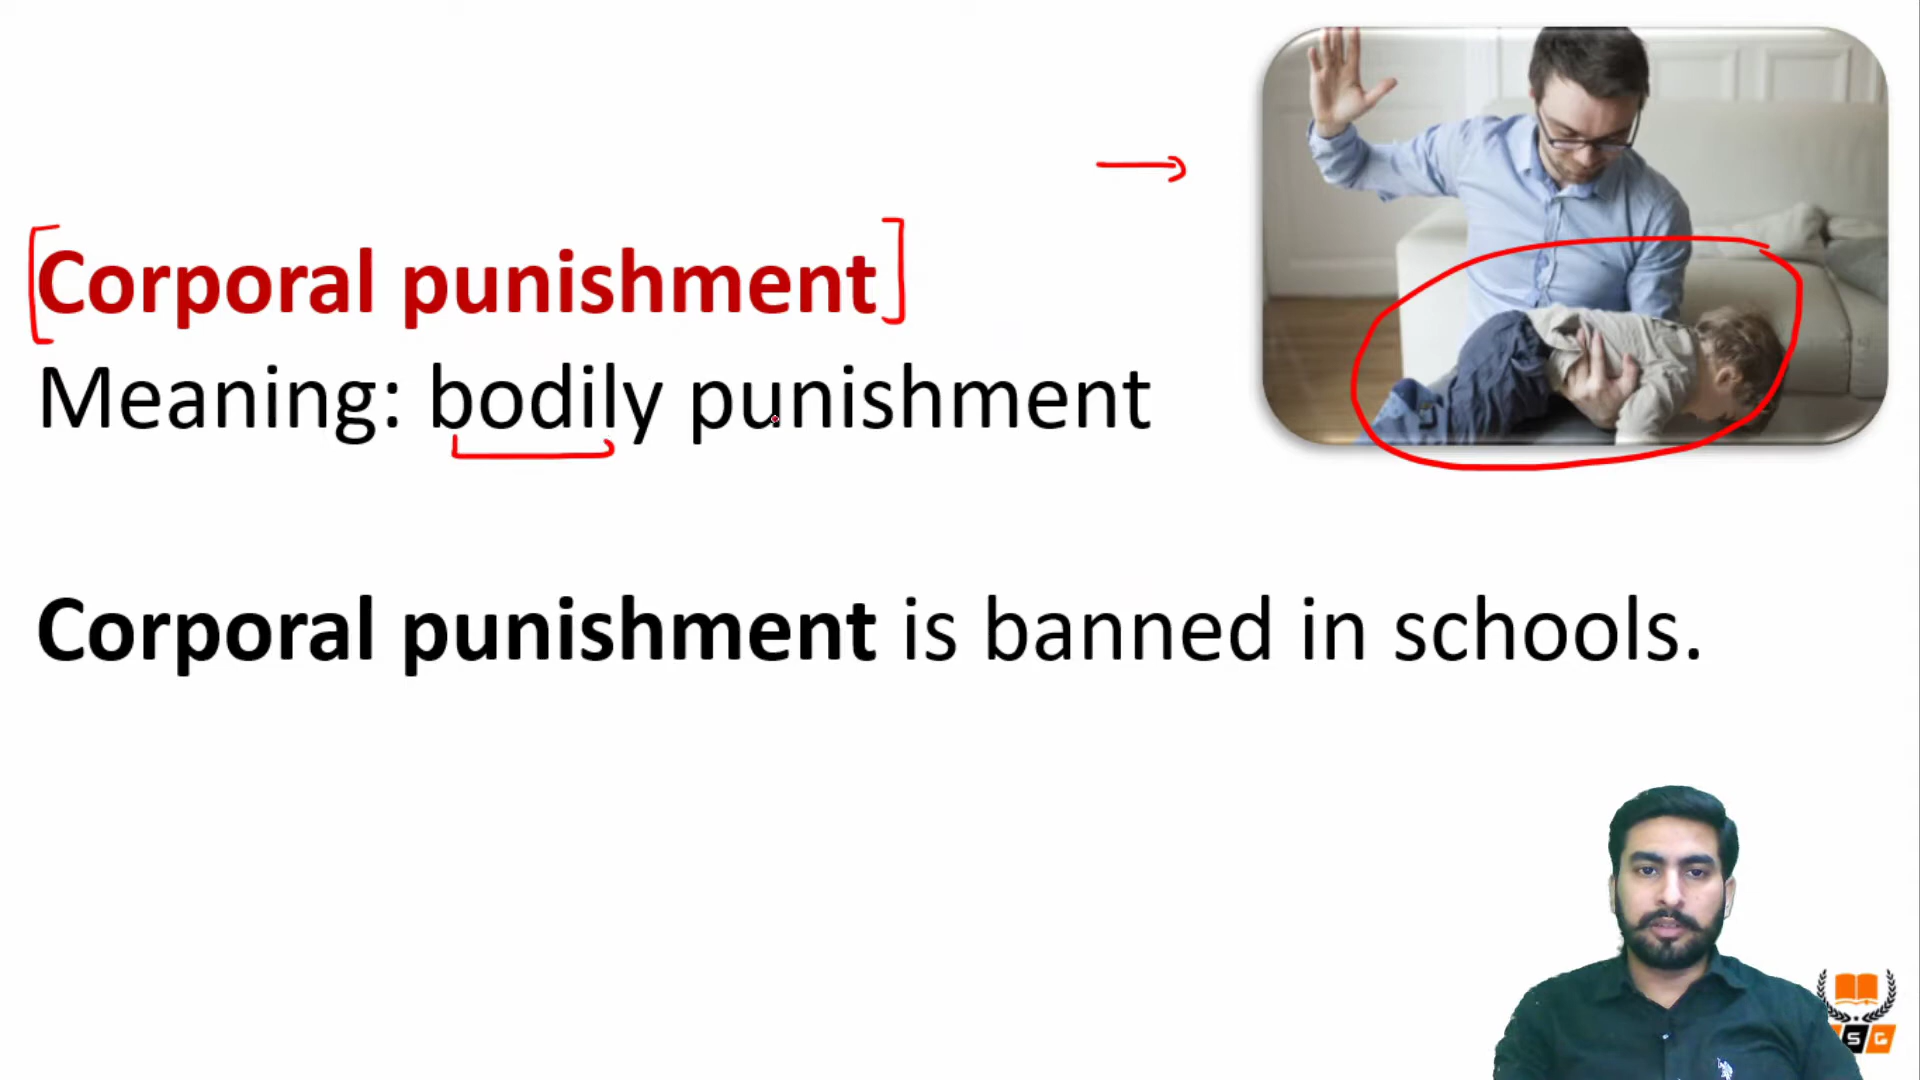 Corporal punishment
Meaning: bodily punishment
Corporal punishment is banned in schools.
S G